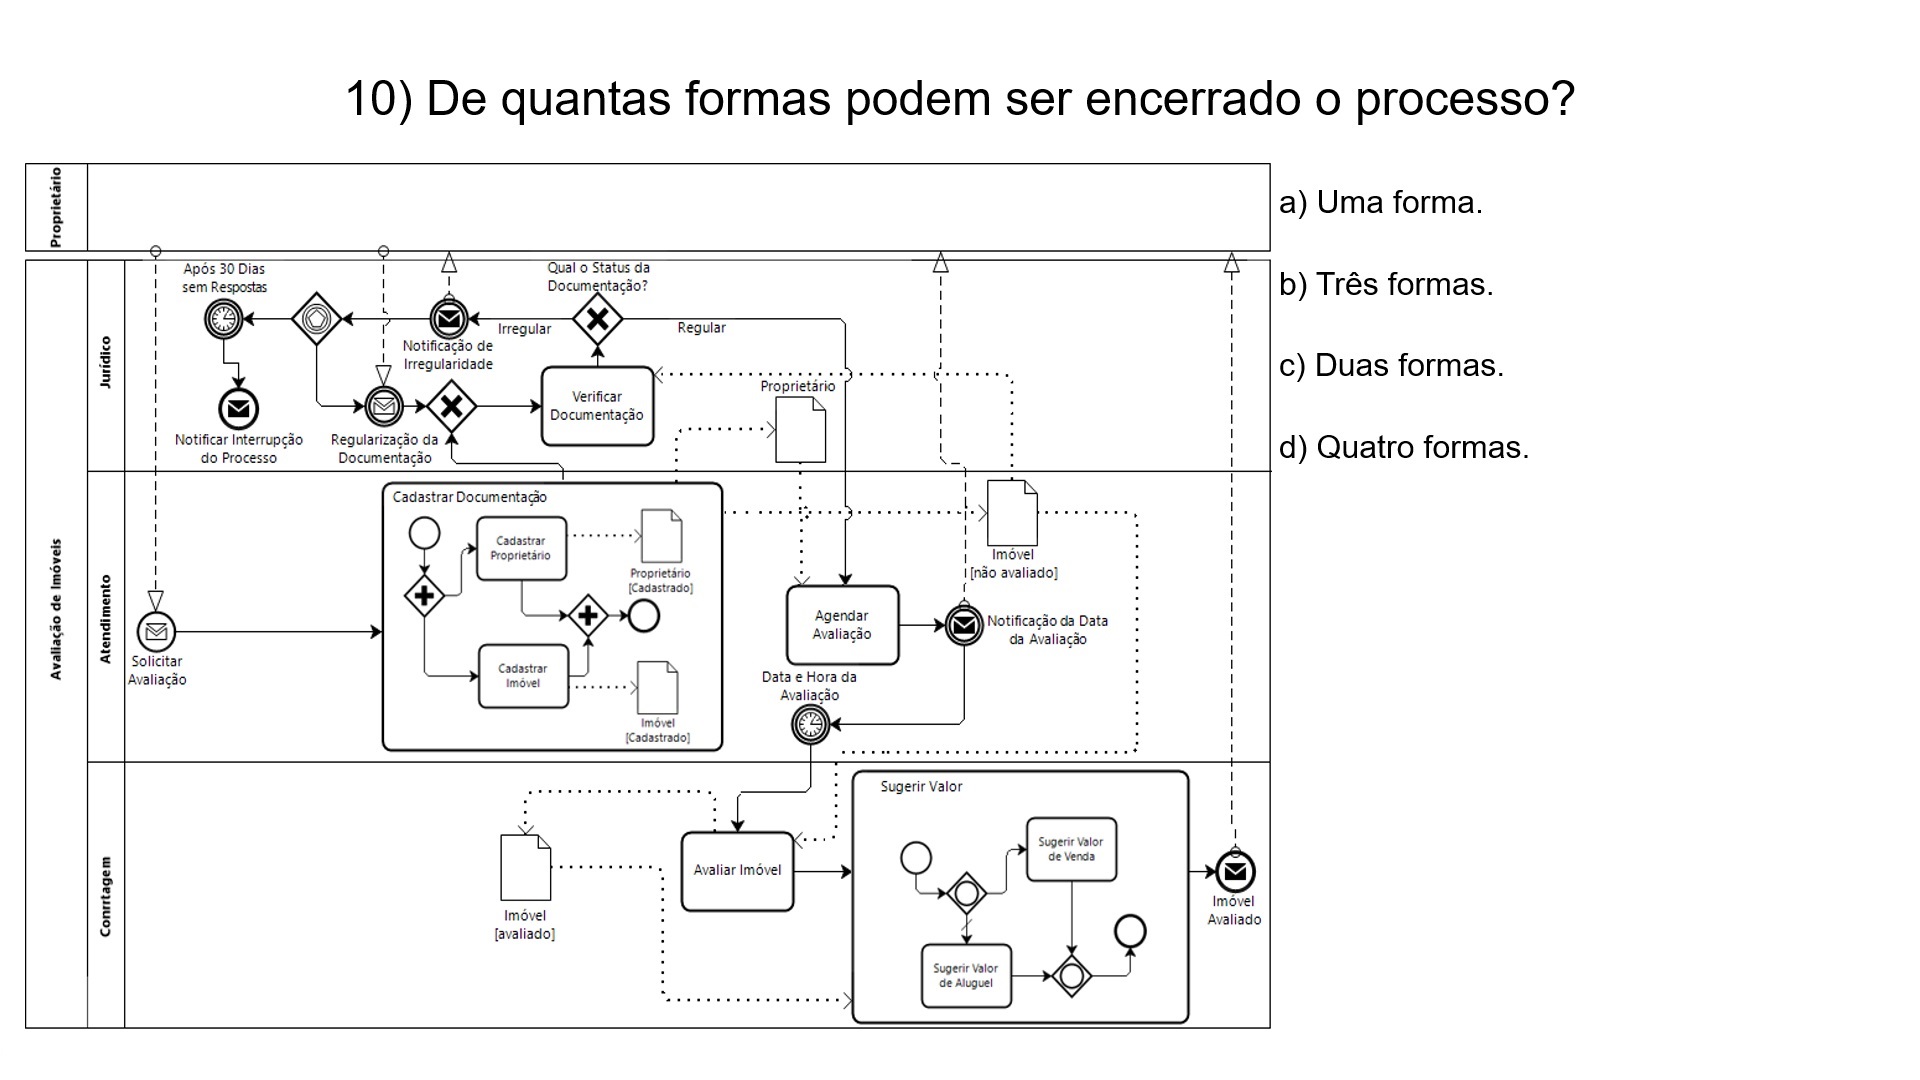 10) De quantas formas podem ser encerrado o processo?
Proprietário
a) Uma forma.
b) Três formas.
c) Duas formas.
d) Quatro formas.
Avaliação de Imóveis
Jurídico
Após 30 Dias
sem Respostas
Qual o Status da
Documentação?
Irregular
Regular
Notificação de
Irregularidade
Verificar
Documentação
Proprietário
Notificar Interrupção
do Processo
Regularização da
Documentação
Atendimento
Cadastrar Documentação
Cadastrar
Proprietário
Proprietário
[Cadastrado]
Imóvel
[não avaliado]
Solicitar
Avaliação
Agendar
Avaliação
Notificação da Data
da Avaliação
Cadastrar
Imóvel
Imóvel
[Cadastrado]
Data e Hora da
Avaliação
Conrrtagem
Sugerir Valor
Sugerir Valor
de Venda
Avaliar Imóvel
Imóvel
[avaliado]
Imóvel
Avaliado
Sugerir Valor
de Aluguel